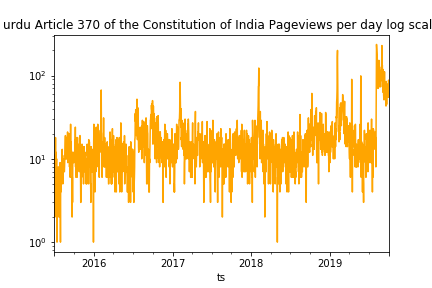 urdu Article 370 of the Constitution of India Pageviews per day log scal
10²
10¹
10⁰
2016 2017 2018 2019
ts